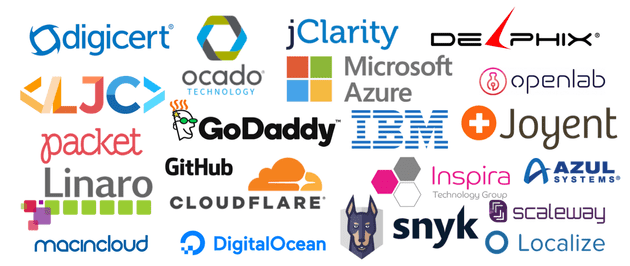 digicert®
ocado®
TECHNOLOGY
jClarity
DELPHIX®
<LJC>
Microsoft
Azure
openlab
packet
GoDaddy™
IBM
Joyent
Linaro
GitHub
CLOUDFLARE®
Inspira
Technology Group
AZUL
SYSTEMS®
macincloud
DigitalOcean
snyk
scaleway
Localize